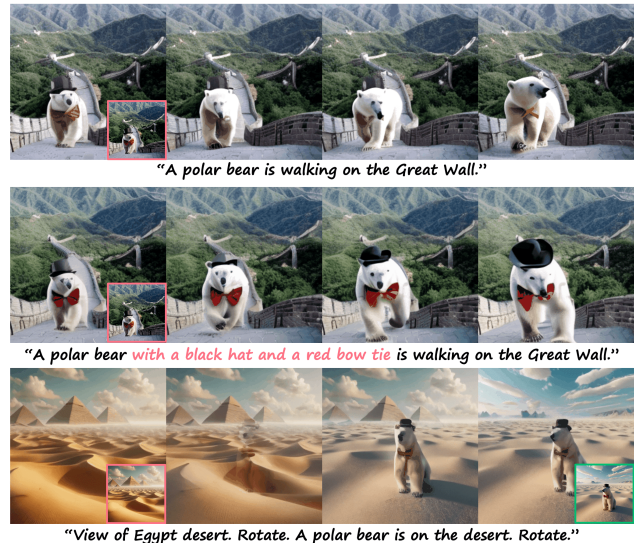 “A polar bear is walking on the Great Wall.”
“A polar bear with a black hat and a red bow tie is walking on the Great Wall.”
“View of Egypt desert. Rotate. A polar bear is on the desert. Rotate.”